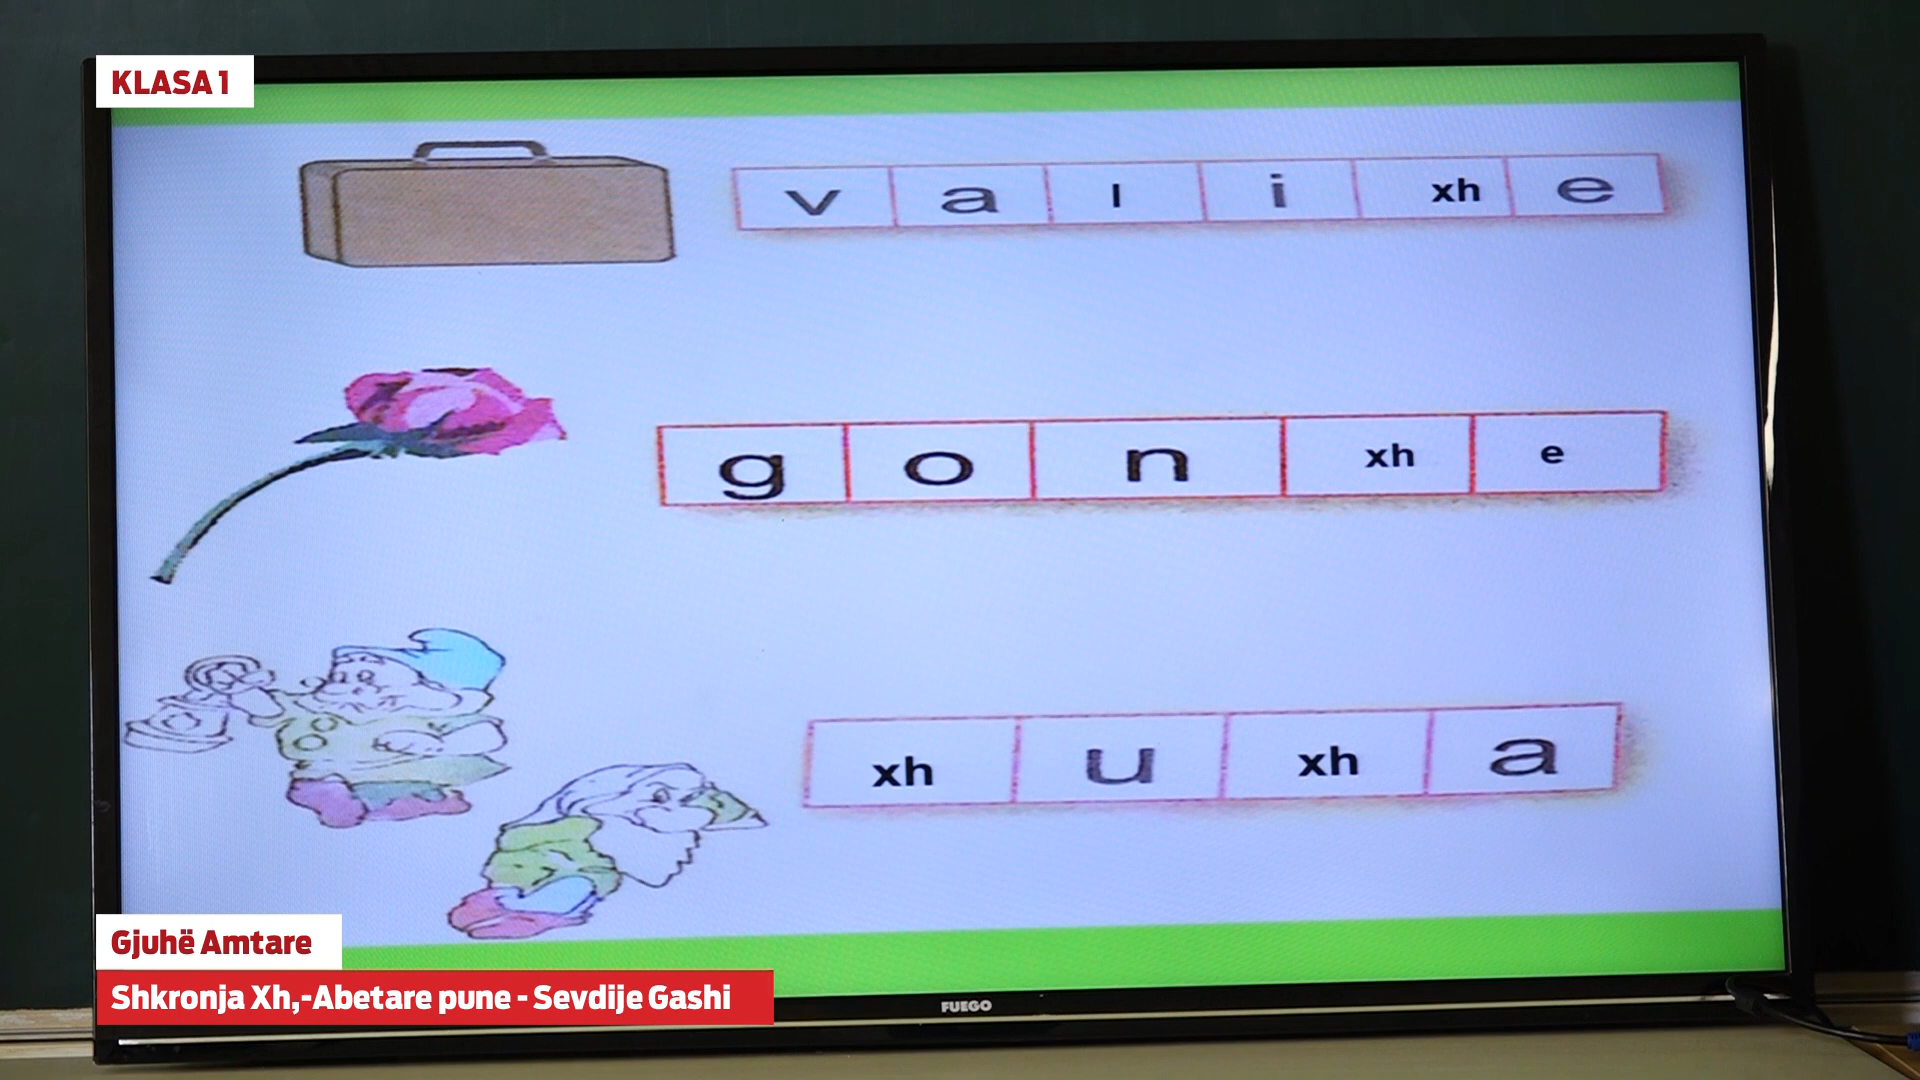 KLASA 1
v a l i xh e
g o n xh e
xh u xh a
Gjuhë Amtare
Shkronja Xh,-Abetare pune - Sevdije Gashi
FUEGO